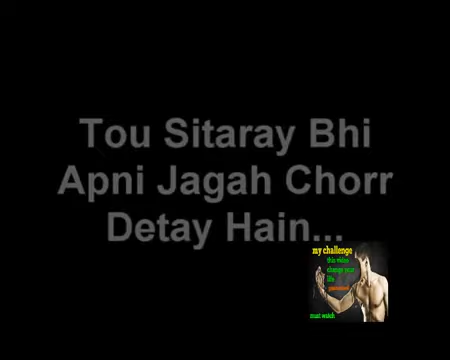 Tou Sitaray Bhi
Apni Jagah Chorr
Detay Hain...
my challenge
this video
change your
life
must watch